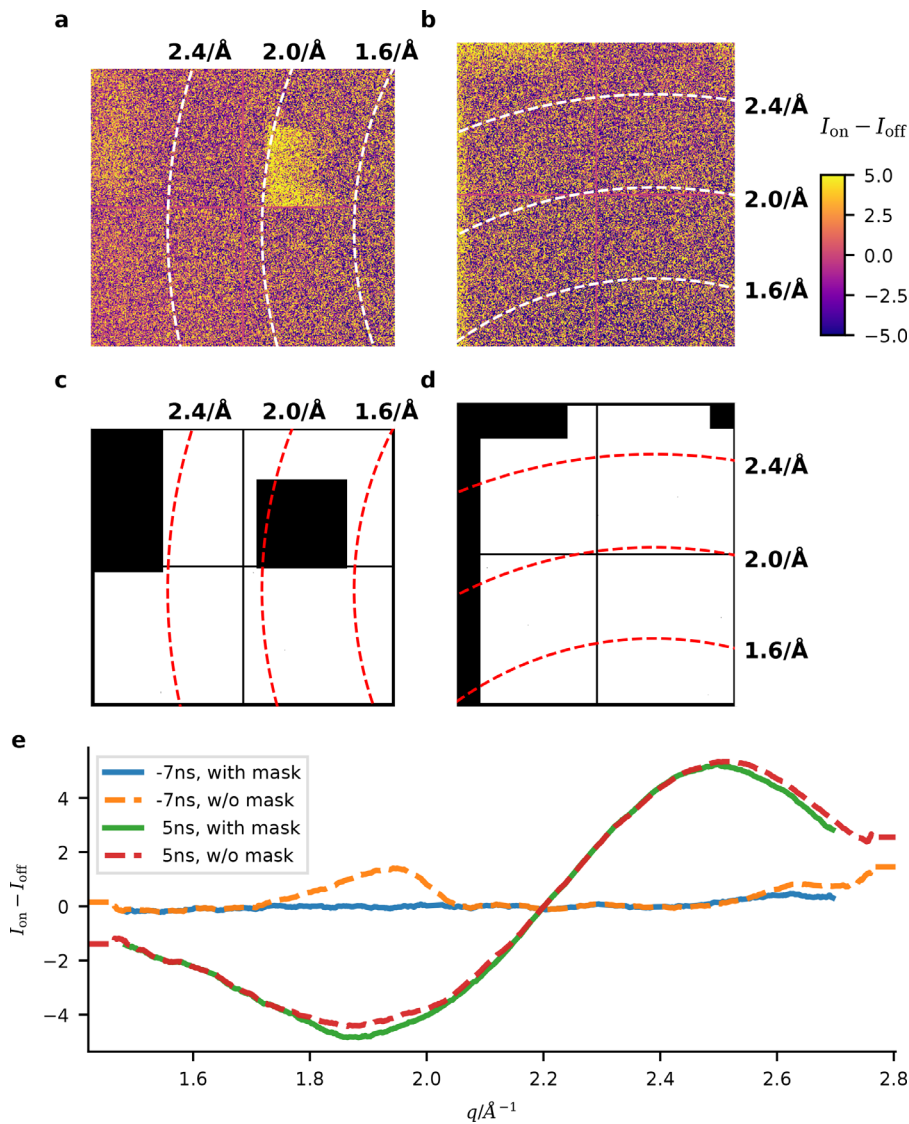 a
b
2.4/Å 2.0/Å 1.6/Å
2.4/Å
2.0/Å
1.6/Å
I_on − I_off
5.0
2.5
0.0
−2.5
−5.0
c
d
2.4/Å 2.0/Å 1.6/Å
2.4/Å
2.0/Å
1.6/Å
e
-7ns, with mask
-7ns, w/o mask
5ns, with mask
5ns, w/o mask
I_on − I_off
4
2
0
−2
−4
1.6 1.8 2.0 2.2 2.4 2.6 2.8
q/Å⁻¹